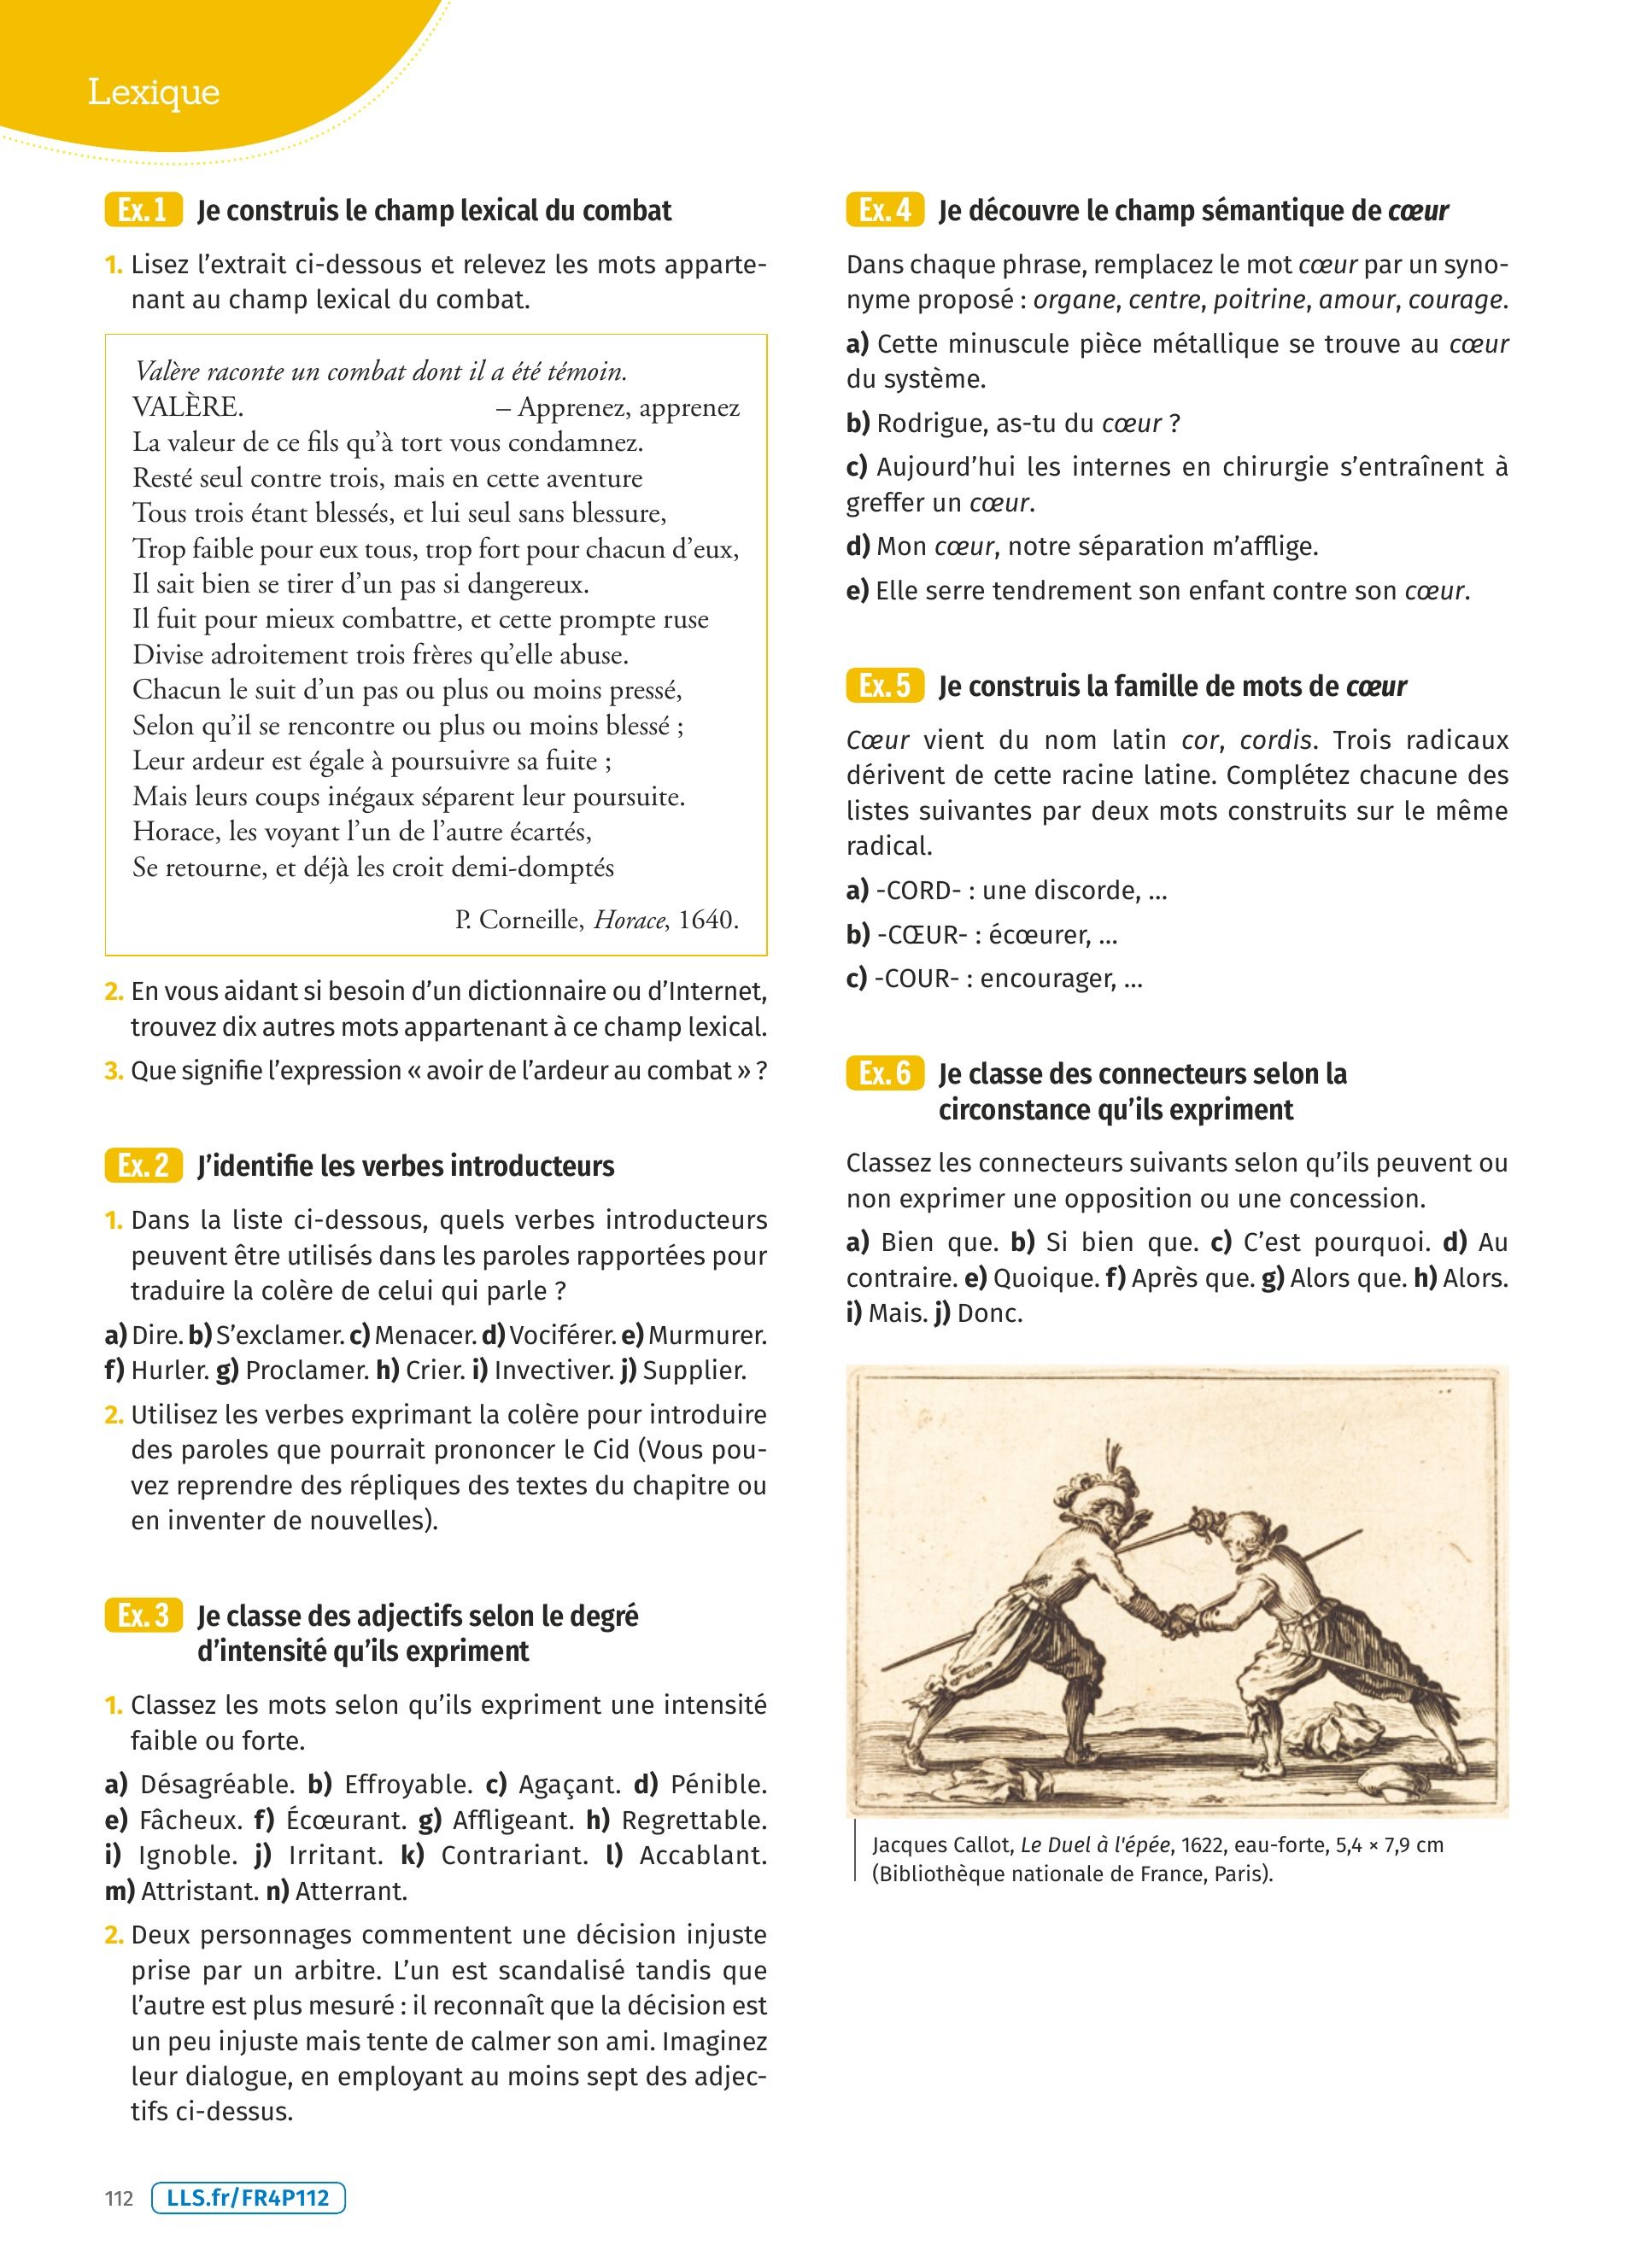 Lexique
Ex. 1 Je construis le champ lexical du combat
1. Lisez l’extrait ci-dessous et relevez les mots apparte-
nant au champ lexical du combat.
Valère raconte un combat dont il a été témoin.
VALÈRE. – Apprenez, apprenez
La valeur de ce fils qu’à tort vous condamnez.
Resté seul contre trois, mais en cette aventure
Tous trois étant blessés, et lui seul sans blessure,
Trop faible pour eux tous, trop fort pour chacun d’eux,
Il sait bien se tirer d’un pas si dangereux.
Il fuit pour mieux combattre, et cette prompte ruse
Divise adroitement trois frères qu’elle abuse.
Chacun le suit d’un pas ou plus ou moins pressé,
Selon qu’il se rencontre ou plus ou moins blessé ;
Leur ardeur est égale à poursuivre sa fuite ;
Mais leurs coups inégaux séparent leur poursuite.
Horace, les voyant l’un de l’autre écartés,
Se retourne, et déjà les croit demi-domptés
P. Corneille, Horace, 1640.
2. En vous aidant si besoin d’un dictionnaire ou d’Internet,
trouvez dix autres mots appartenant à ce champ lexical.
3. Que signifie l’expression « avoir de l’ardeur au combat » ?
Ex. 2 J’identifie les verbes introducteurs
1. Dans la liste ci-dessous, quels verbes introducteurs
peuvent être utilisés dans les paroles rapportées pour
traduire la colère de celui qui parle ?
a) Dire. b) S’exclamer. c) Menacer. d) Vociférer. e) Murmurer.
f) Hurler. g) Proclamer. h) Crier. i) Invectiver. j) Supplier.
2. Utilisez les verbes exprimant la colère pour introduire
des paroles que pourrait prononcer le Cid (Vous pou-
vez reprendre des répliques des textes du chapitre ou
en inventer de nouvelles).
Ex. 3 Je classe des adjectifs selon le degré
d’intensité qu’ils expriment
1. Classez les mots selon qu’ils expriment une intensité
faible ou forte.
a) Désagréable. b) Effroyable. c) Agaçant. d) Pénible.
e) Fâcheux. f) Écœurant. g) Affligeant. h) Regrettable.
i) Ignoble. j) Irritant. k) Contrariant. l) Accablant.
m) Attristant. n) Atterrant.
2. Deux personnages commentent une décision injuste
prise par un arbitre. L’un est scandalisé tandis que
l’autre est plus mesuré : il reconnaît que la décision est
un peu injuste mais tente de calmer son ami. Imaginez
leur dialogue, en employant au moins sept des adjec-
tifs ci-dessus.
Ex. 4 Je découvre le champ sémantique de cœur
Dans chaque phrase, remplacez le mot cœur par un syno-
nyme proposé : organe, centre, poitrine, amour, courage.
a) Cette minuscule pièce métallique se trouve au cœur
du système.
b) Rodrigue, as-tu du cœur ?
c) Aujourd’hui les internes en chirurgie s’entraînent à
greffer un cœur.
d) Mon cœur, notre séparation m’afflige.
e) Elle serre tendrement son enfant contre son cœur.
Ex. 5 Je construis la famille de mots de cœur
Cœur vient du nom latin cor, cordis. Trois radicaux
dérivent de cette racine latine. Complétez chacune des
listes suivantes par deux mots construits sur le même
radical.
a) -CORD- : une discorde, ...
b) -CŒUR- : écœurer, ...
c) -COUR- : encourager, ...
Ex. 6 Je classe des connecteurs selon la
circonstance qu’ils expriment
Classez les connecteurs suivants selon qu’ils peuvent ou
non exprimer une opposition ou une concession.
a) Bien que. b) Si bien que. c) C’est pourquoi. d) Au
contraire. e) Quoique. f) Après que. g) Alors que. h) Alors.
i) Mais. j) Donc.
Jacques Callot, Le Duel à l'épée, 1622, eau-forte, 5,4 × 7,9 cm
(Bibliothèque nationale de France, Paris).
112 LLS.fr/FR4P112